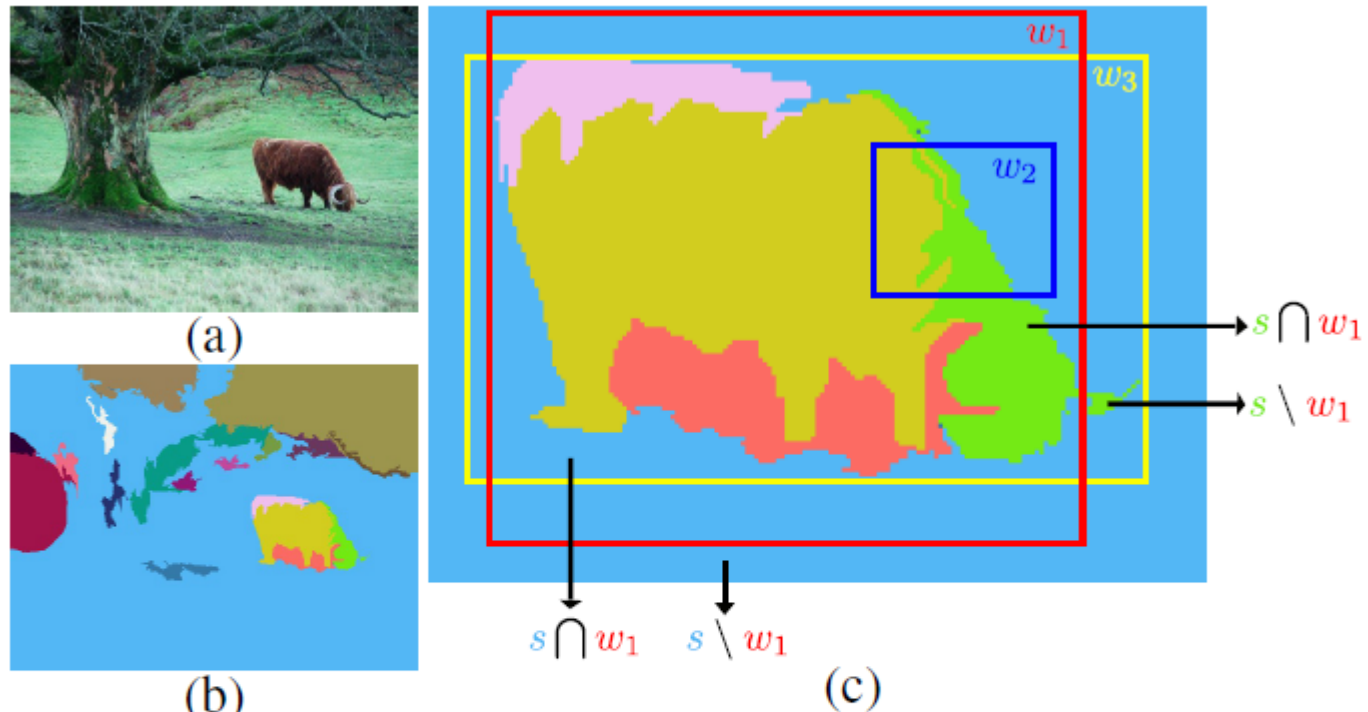 w₁
w₃
w₂
s ⋂ w₁
s \ w₁
(a)
s ⋂ w₁ s \ w₁
(b)
(c)